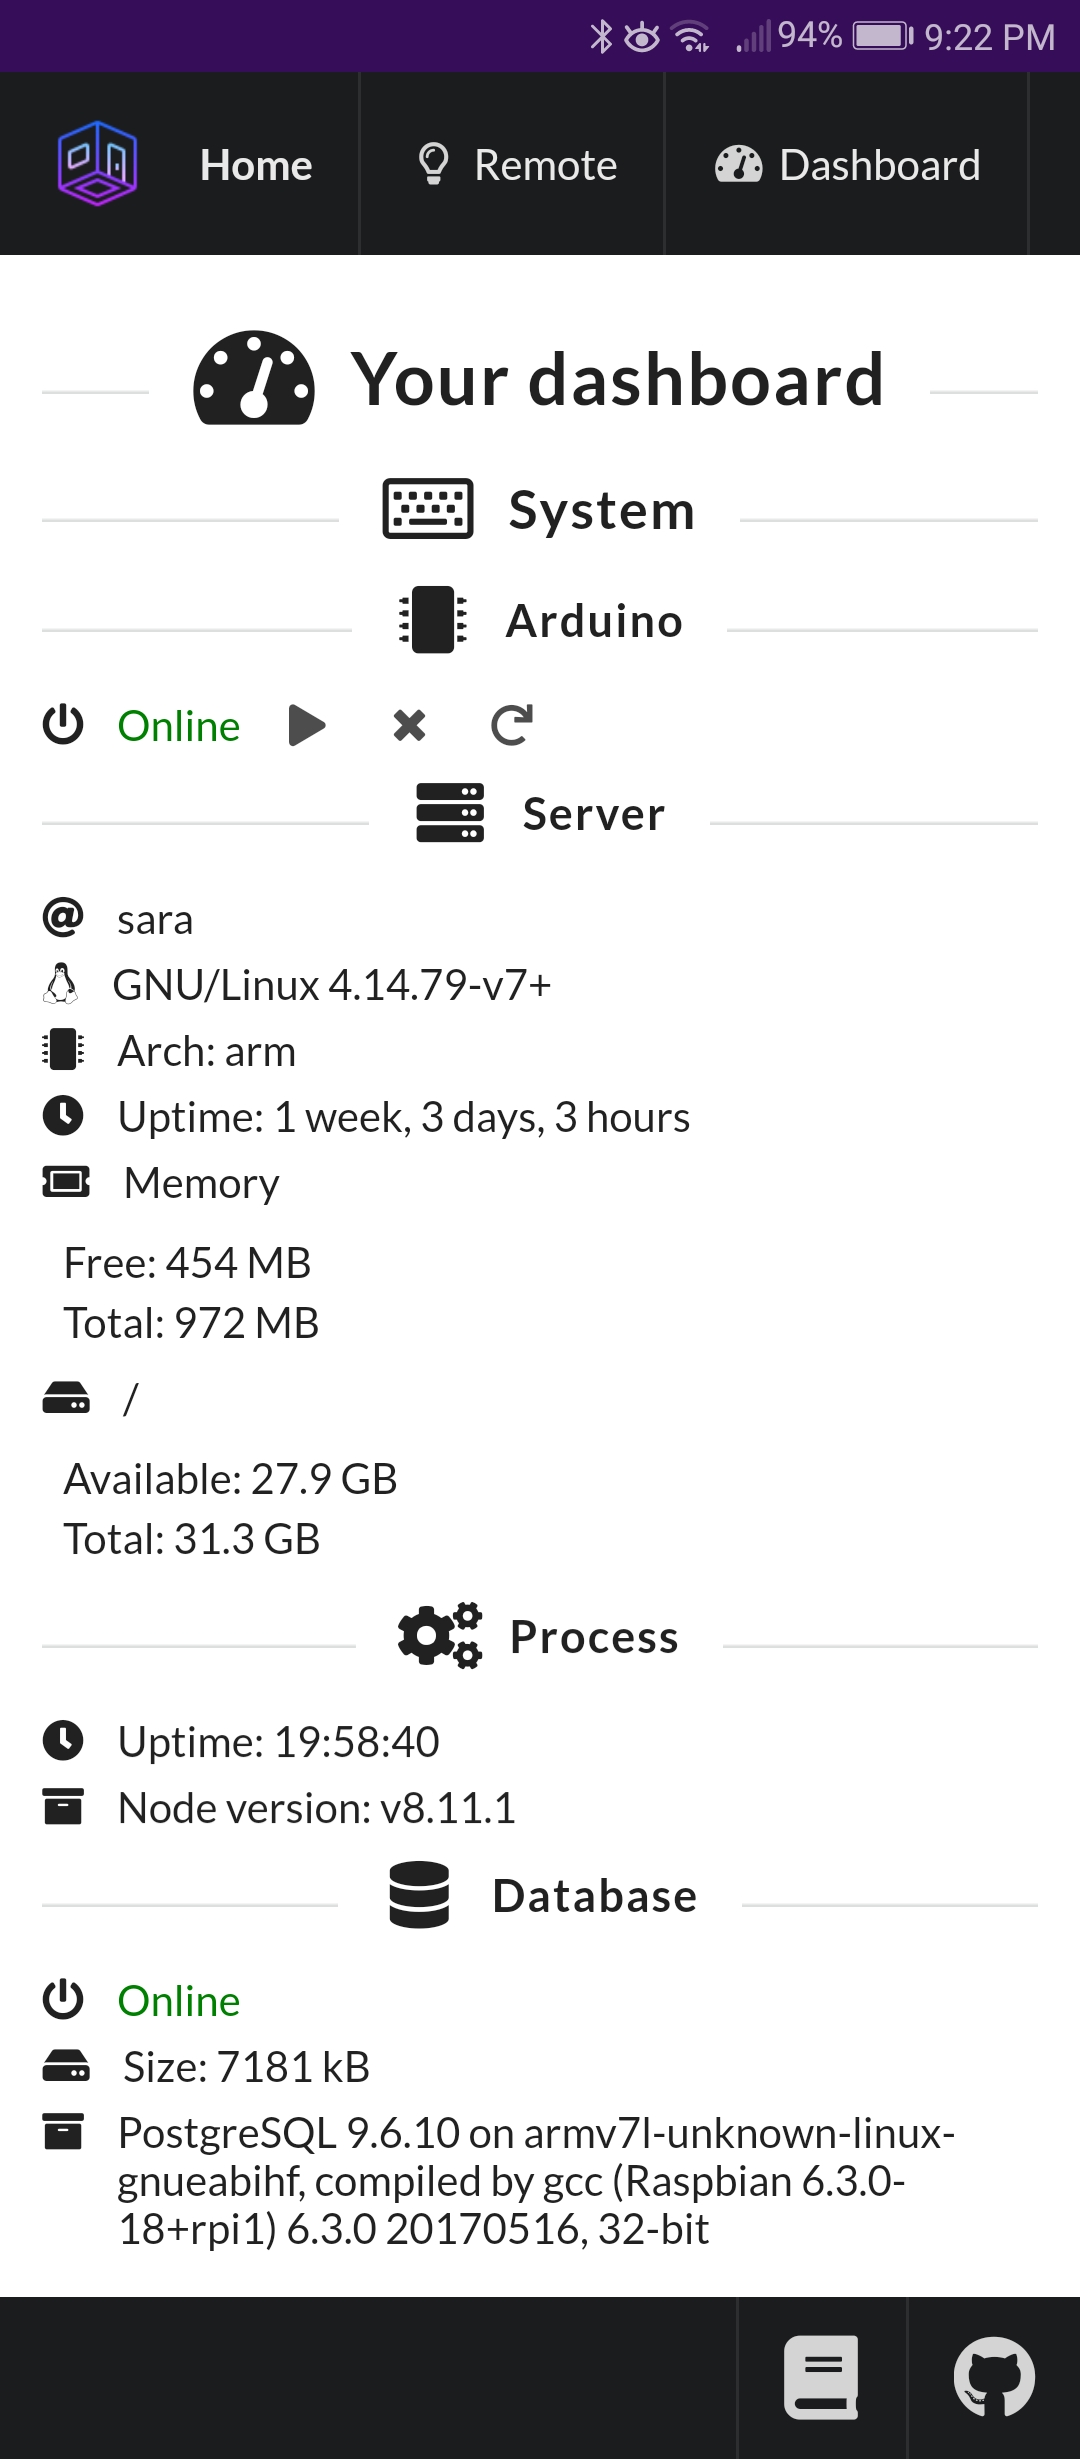 94% 9:22 PM
Home Remote Dashboard
Your dashboard
System
Arduino
Online
Server
sara
GNU/Linux 4.14.79-v7+
Arch: arm
Uptime: 1 week, 3 days, 3 hours
Memory
Free: 454 MB
Total: 972 MB
/
Available: 27.9 GB
Total: 31.3 GB
Process
Uptime: 19:58:40
Node version: v8.11.1
Database
Online
Size: 7181 kB
PostgreSQL 9.6.10 on armv7l-unknown-linux-
gnueabihf, compiled by gcc (Raspbian 6.3.0-
18+rpi1) 6.3.0 20170516, 32-bit